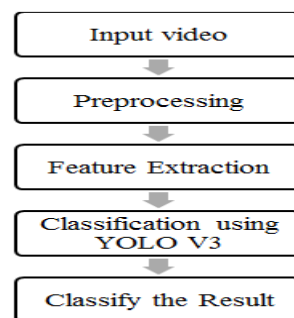 Input video
Preprocessing
Feature Extraction
Classification using
YOLO V3
Classify the Result